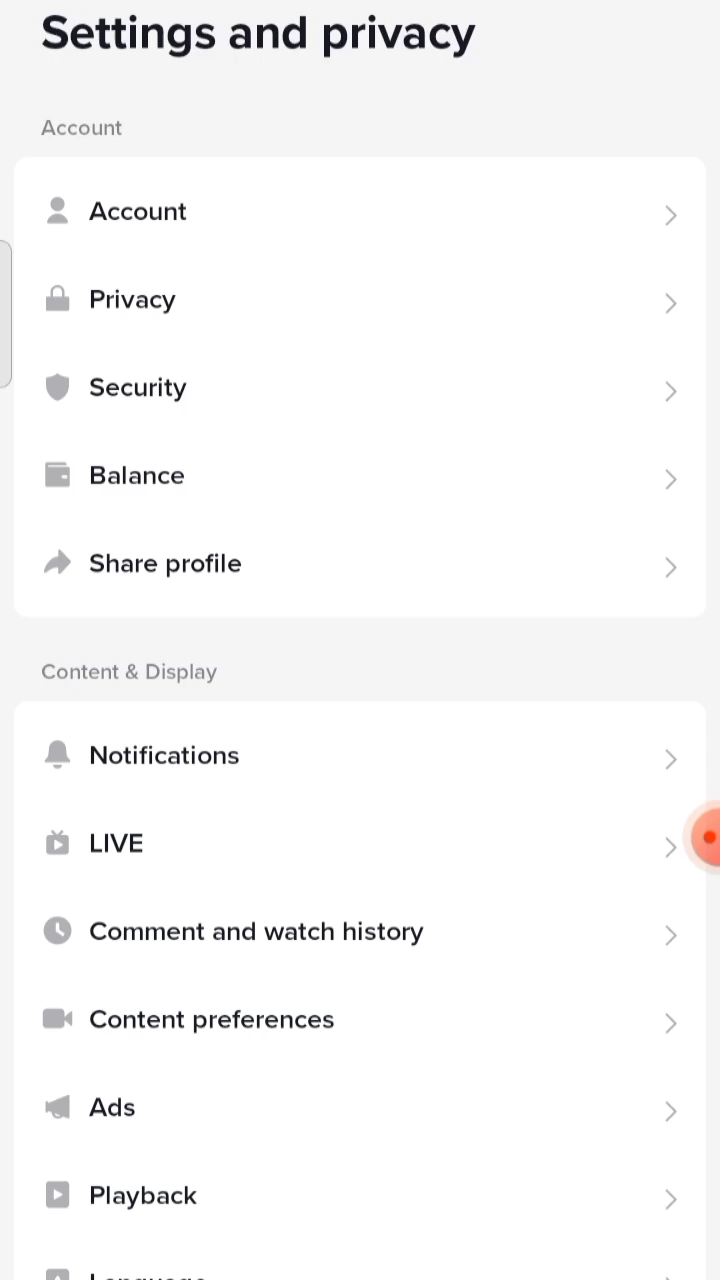 Settings and privacy
Account
Account
Privacy
Security
Balance
Share profile
Content & Display
Notifications
LIVE
Comment and watch history
Content preferences
Ads
Playback
Language